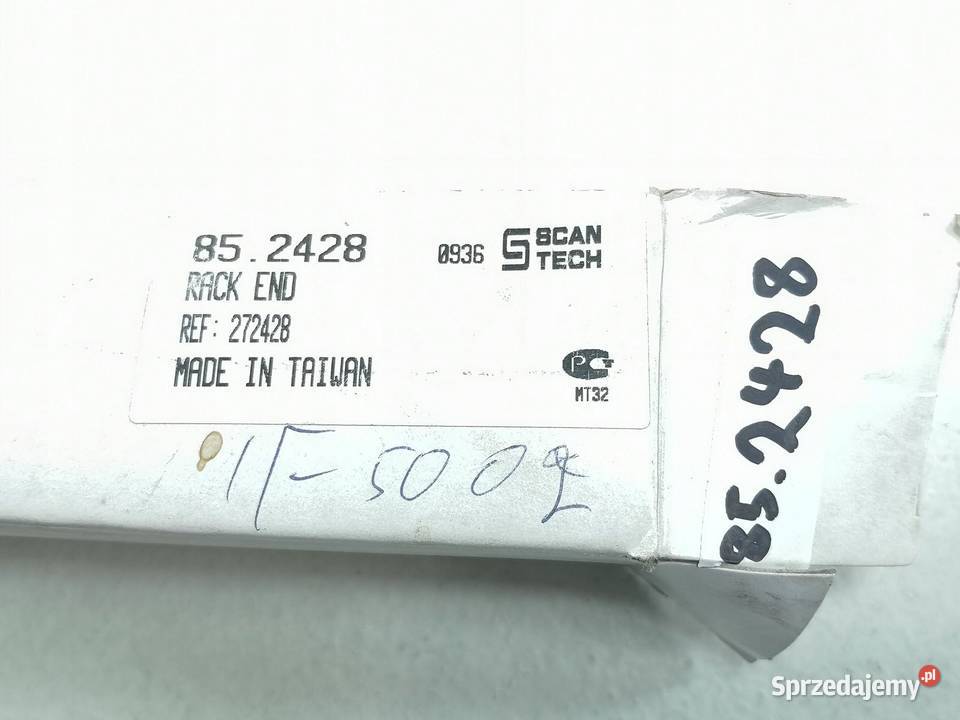 85.2428
0936
SCAN TECH
RACK END
REF: 272428
MADE IN TAIWAN
MT32
85.2428
Sprzedajemy.pl